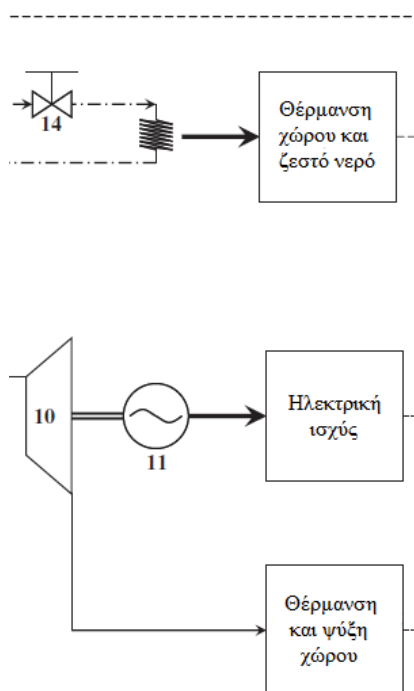 14
Θέρμανση
χώρου και
ζεστό νερό
10
11
Ηλεκτρική
ισχύς
Θέρμανση
και ψύξη
χώρου